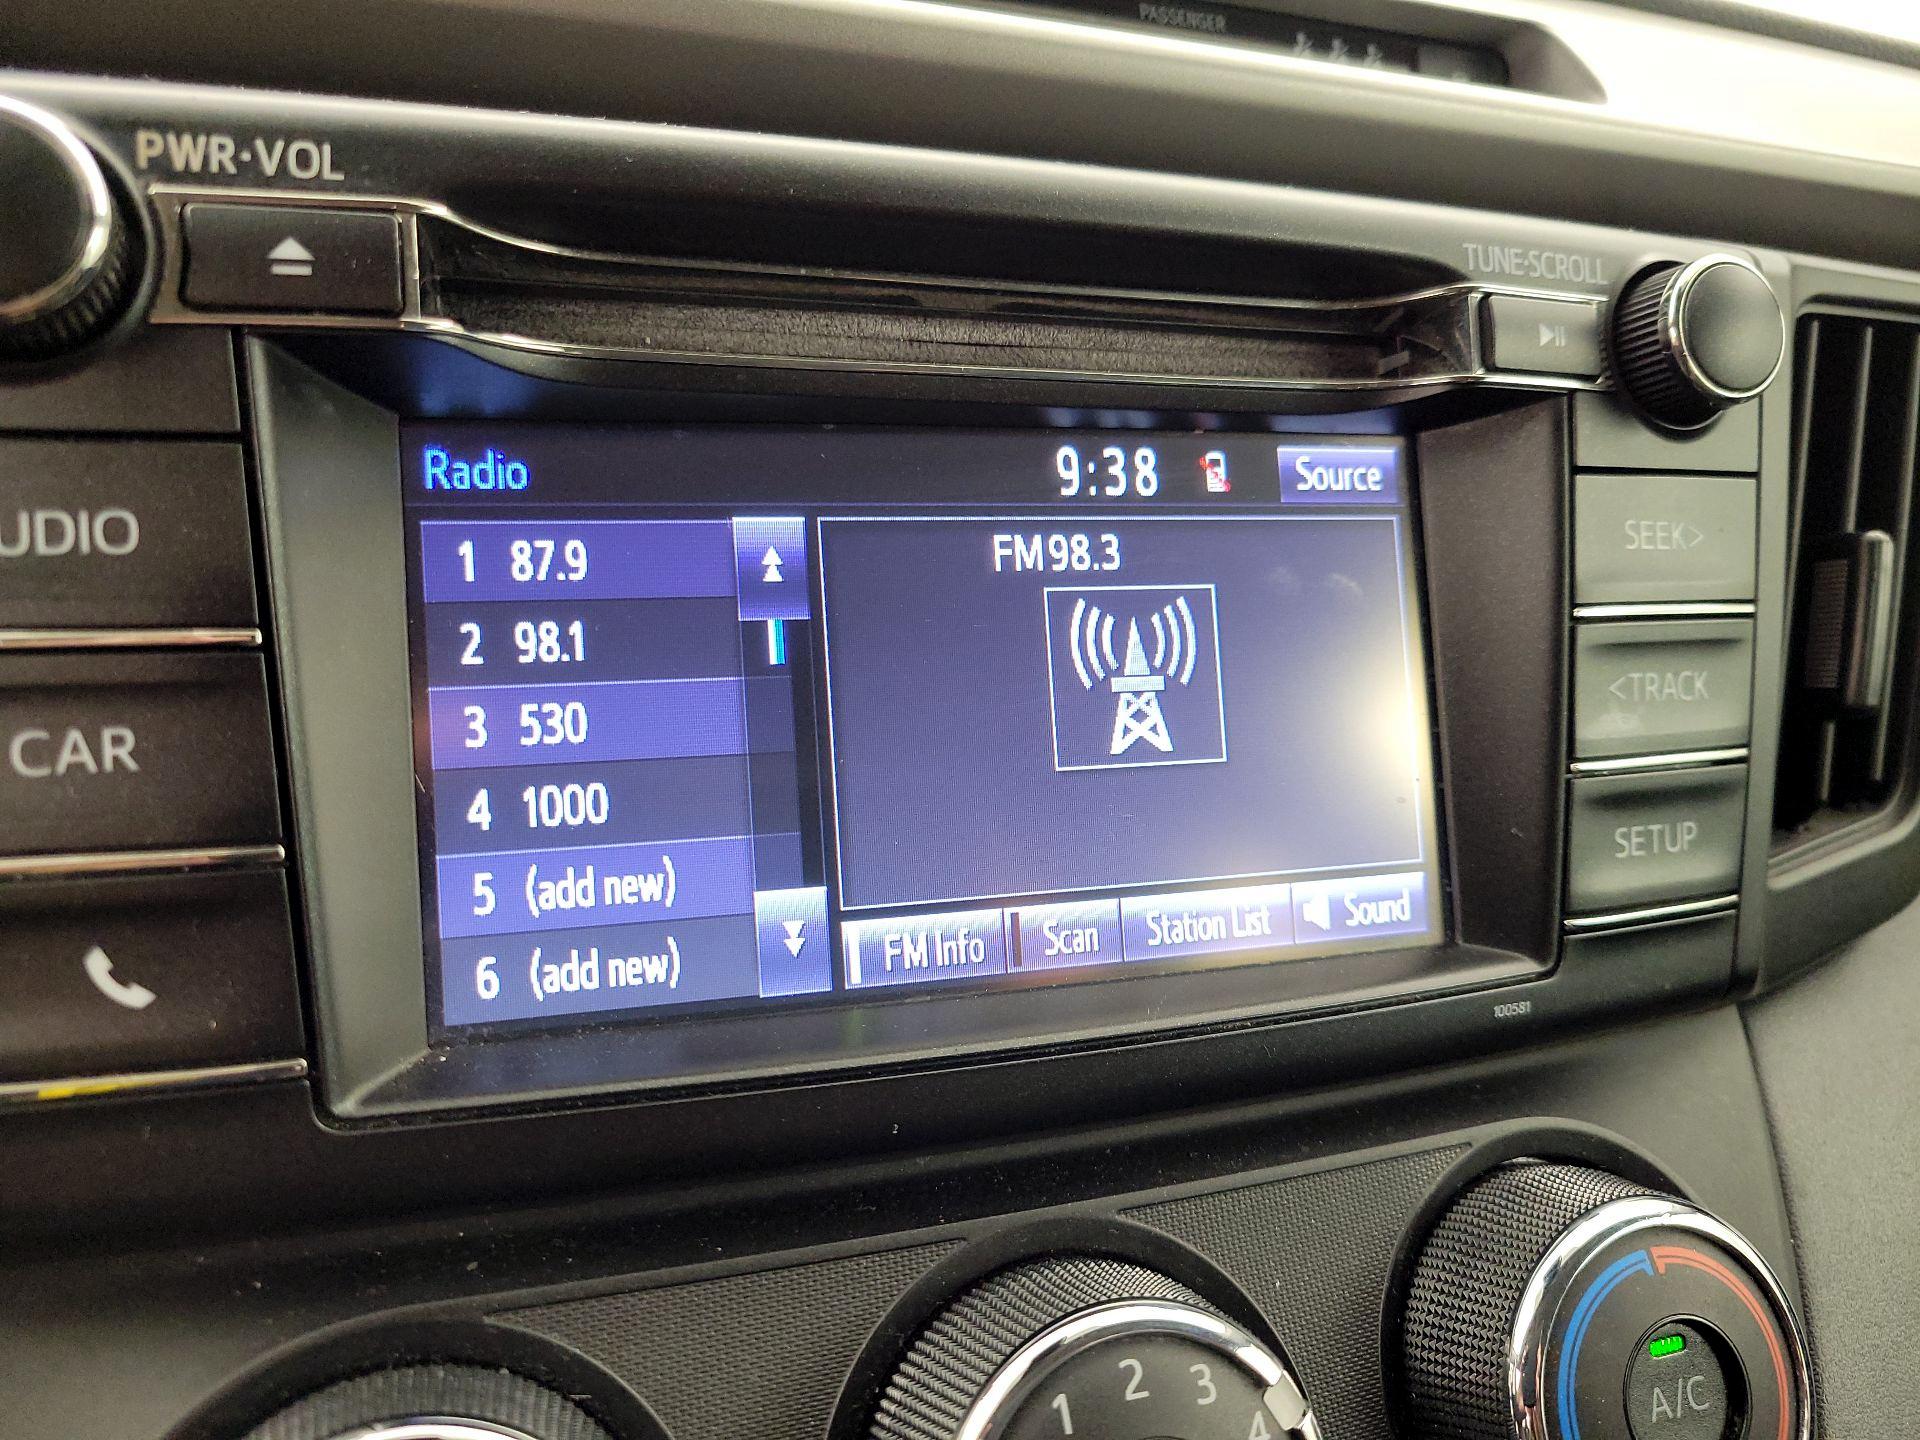 PASSENGER
PWR·VOL
TUNE·SCROLL
Radio
9:38
Source
UDIO
1 87.9
2 98.1
3 530
4 1000
5 (add new)
6 (add new)
FM 98.3
FM Info
Scan
Station List
Sound
SEEK>
<TRACK
SETUP
CAR
100581
1
2
3
4
A/C